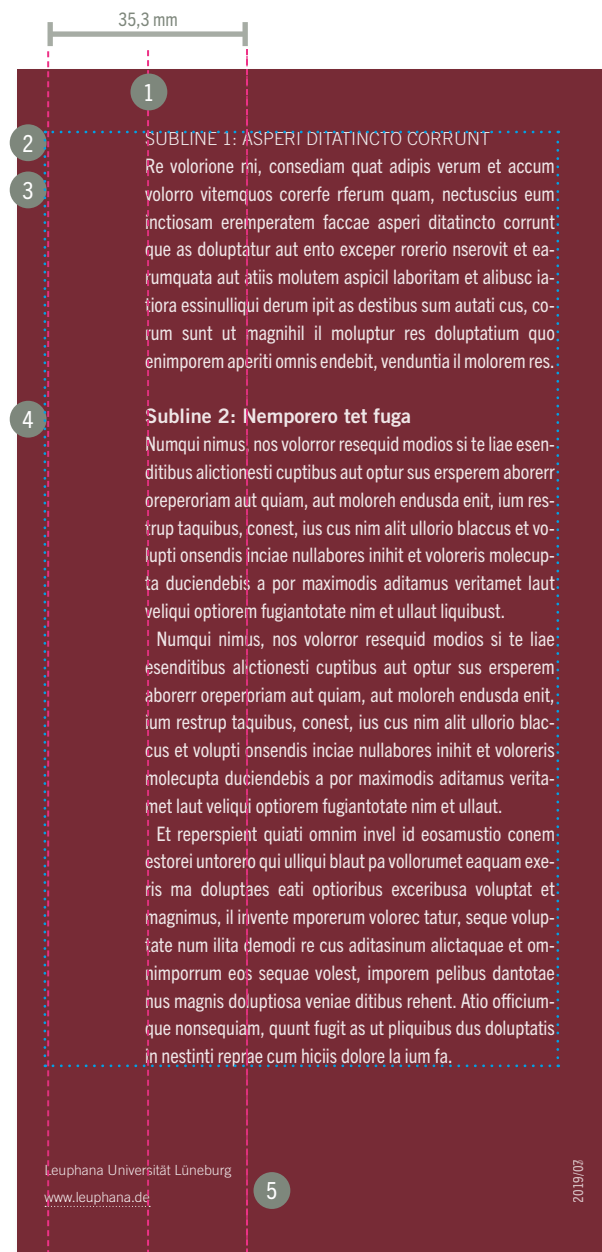 35,3 mm
1
2
SUBLINE 1: ASPERI DITATINCTO CORRUNT
3
Re volorione mi, consediam quat adipis verum et accum
volorro vitemquos corerfe rferum quam, nectuscius eum
inctiosam eremperatem faccae asperi ditatincto corrunt
que as doluptatur aut ento exceper rorerio nserovit et ea-
rumquata aut atiis molutem aspicil laboritam et alibusc ia-
tiora essinulliqui derum ipit as destibus sum autati cus, co-
rum sunt ut magnihil il moluptur res doluptatium quo
enimporem aperiti omnis endebit, venduntia il molorem res.
4
Subline 2: Nemporero tet fuga
Numqui nimus, nos volorror resequid modios si te liae esen-
ditibus alictionesti cuptibus aut optur sus ersperem aborerr
oreperoriam aut quiam, aut moloreh endusda enit, ium res-
trup taquibus, conest, ius cus nim alit ullorio blaccus et vo-
lupti onsendis inciae nullabores inihit et voloreris molecup-
ta duciendebis a por maximodis aditamus veritamet laut
veliqui optiorem fugiantotate nim et ullaut liquibust.
Numqui nimus, nos volorror resequid modios si te liae
esenditibus alictionesti cuptibus aut optur sus ersperem
aborerr oreperoriam aut quiam, aut moloreh endusda enit,
ium restrup taquibus, conest, ius cus nim alit ullorio blac-
cus et volupti onsendis inciae nullabores inihit et voloreris
molecupta duciendebis a por maximodis aditamus verita-
met laut veliqui optiorem fugiantotate nim et ullaut.
Et reperspient quiati omnim invel id eosamustio conem
estorei untorero qui ulliqui blaut pa vollorumet eaquam exe-
ris ma doluptaes eati optioribus exceribusa voluptat et
magnimus, il invente mporerum volorec tatur, seque volup-
tate num ilita demodi re cus aditasinum alictaquae et om-
nimporrum eos sequae volest, imporem pelibus dantotae
nus magnis doluptiosa veniae ditibus rehent. Atio officium-
que nonsequiam, quunt fugit as ut pliquibus dus doluptatis
in nestinti reprae cum hiciis dolore la ium fa.
Leuphana Universität Lüneburg
www.leuphana.de
5